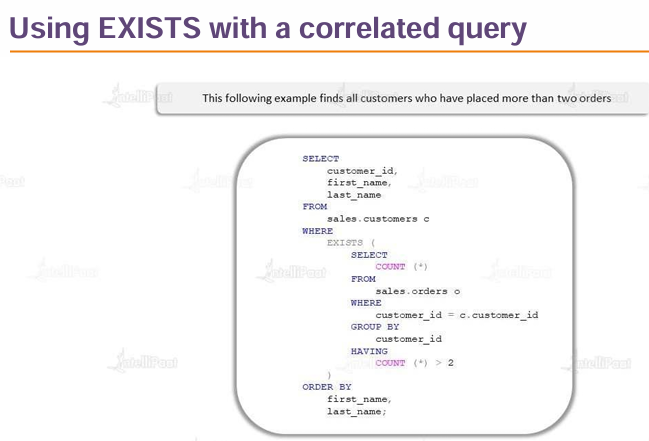 Using EXISTS with a correlated query
This following example finds all customers who have placed more than two orders
SELECT
customer_id,
first_name,
last_name
FROM
sales.customers c
WHERE
EXISTS (
SELECT
COUNT (*)
FROM
sales.orders o
WHERE
customer_id = c.customer_id
GROUP BY
customer_id
HAVING
COUNT (*) > 2
)
ORDER BY
first_name,
last_name;